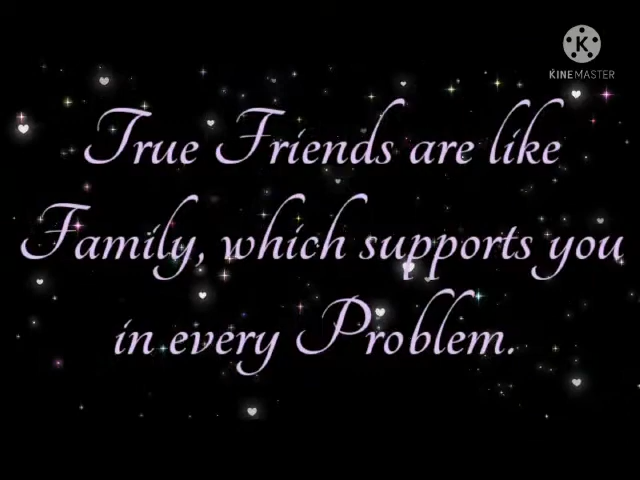 KINEMASTER
True Friends are like
Family, which supports you
in every Problem.